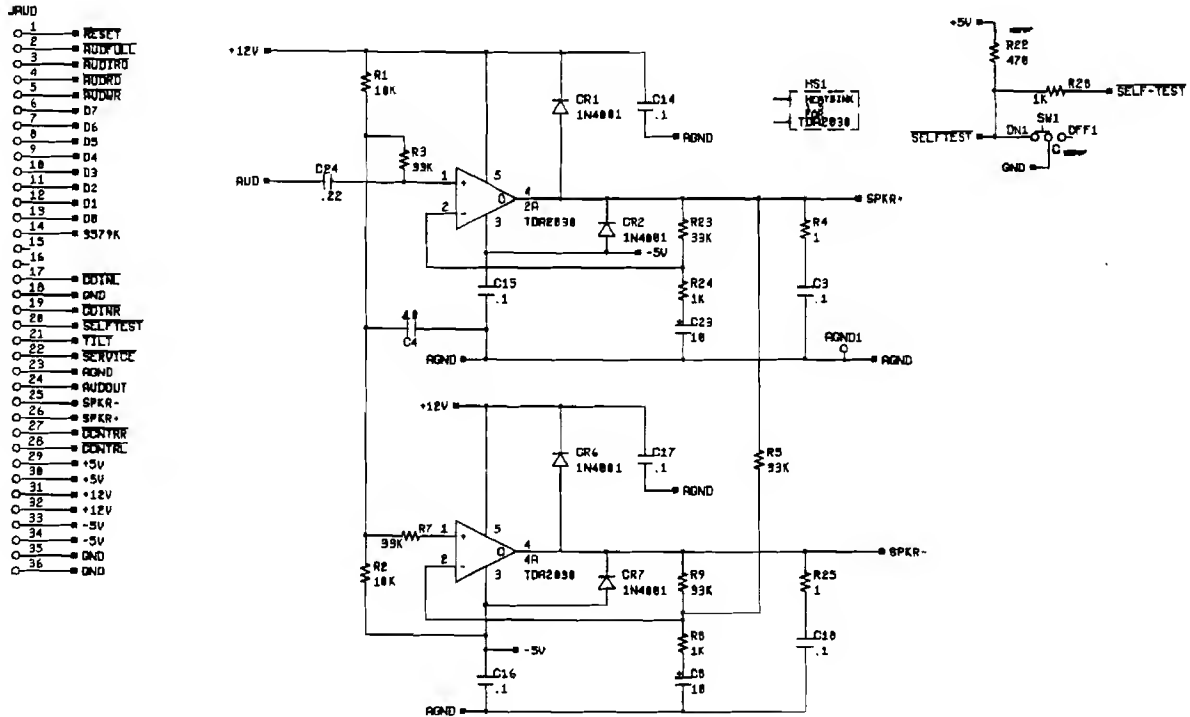 JAUD
1 RESET
2 AUDFULL
3 AUDIRQ
4 AUDRD
5 AUDWR
6 D7
7 D6
8 D5
9 D4
10 D3
11 D2
12 D1
13 D0
14 3579K
15
16
17 COINL
18 GND
19 COINR
20 SELFTEST
21 TILT
22 SERVICE
23 AGND
24 AUDOUT
25 SPKR-
26 SPKR+
27 CCNTRR
28 CCNTRL
29 +5V
30 +5V
31 +12V
32 +12V
33 -5V
34 -5V
35 GND
36 GND
+12V
R1
10K
R3
33K
AUD
C24
.22
1
+
2
-
5
3
4
2A
TDA2030
CR1
1N4001
C14
.1
AGND
HS1
HEATSINK
FOR
TDA2030
CR2
1N4001
-5V
R23
33K
R24
1K
C23
10
R4
1
C3
.1
SPKR+
C15
.1
C4
AGND
AGND1
AGND
+12V
CR6
1N4001
C17
.1
AGND
R5
33K
R7
33K
R2
10K
1
+
2
-
5
3
4
4A
TDA2030
CR7
1N4001
R9
33K
R8
1K
C8
10
R25
1
C18
.1
SPKR-
-5V
C16
.1
AGND
+5V
R22
470
R26
1K
SELF-TEST
SELFTEST
ON1
SW1
OFF1
C
GND